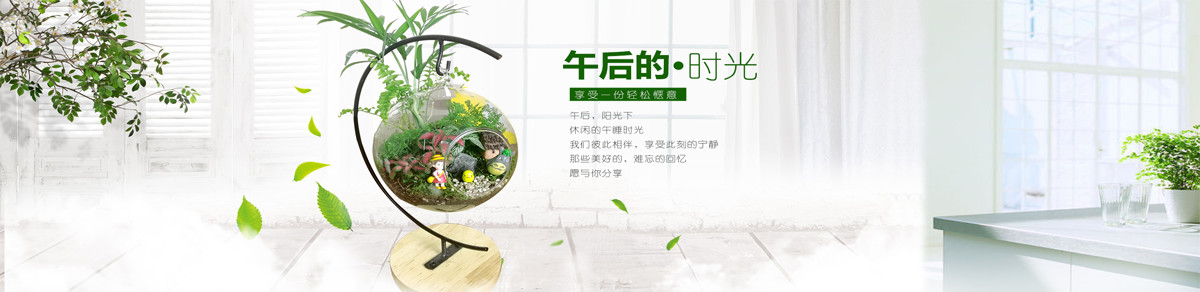 午后的·时光
享受一份轻松惬意
午后，阳光下
休闲的午睡时光
我们彼此相伴，享受此刻的宁静
那些美好的，难忘的回忆
愿与你分享